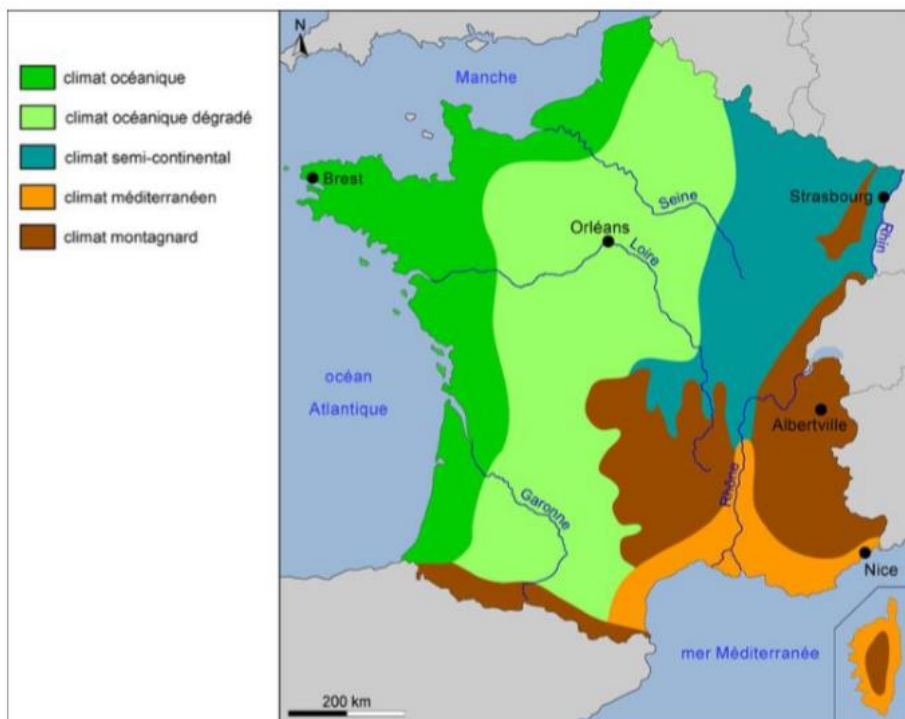 climat océanique
climat océanique dégradé
climat semi-continental
climat méditerranéen
climat montagnard
N
Manche
Brest
Strasbourg
Seine
Rhin
Orléans
Loire
océan
Atlantique
Albertville
Rhône
Garonne
Nice
mer Méditerranée
200 km